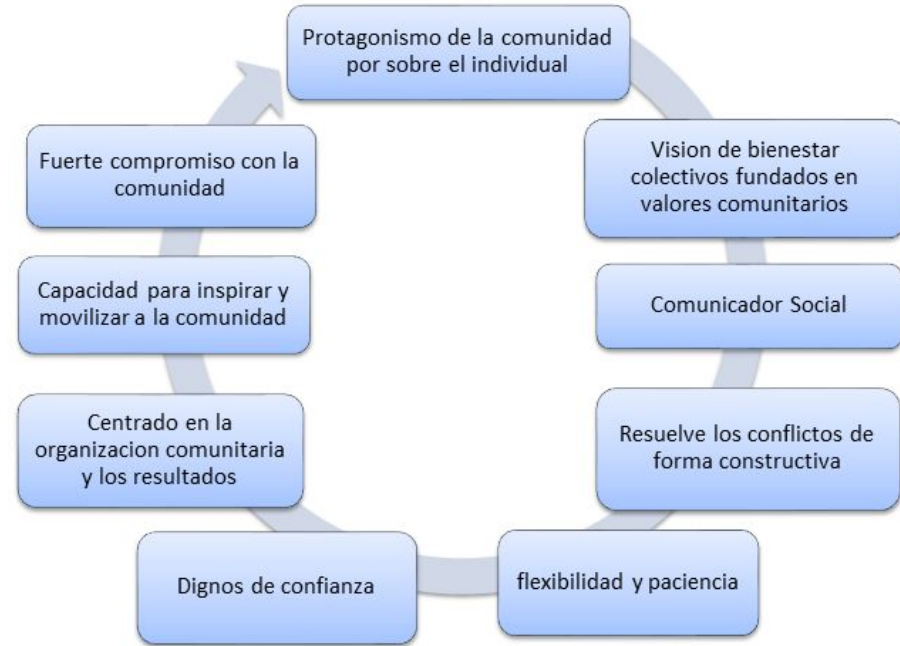 Protagonismo de la comunidad
por sobre el individual
Vision de bienestar
colectivos fundados en
valores comunitarios
Comunicador Social
Resuelve los conflictos de
forma constructiva
flexibilidad y paciencia
Dignos de confianza
Centrado en la
organizacion comunitaria
y los resultados
Capacidad para inspirar y
movilizar a la comunidad
Fuerte compromiso con la
comunidad